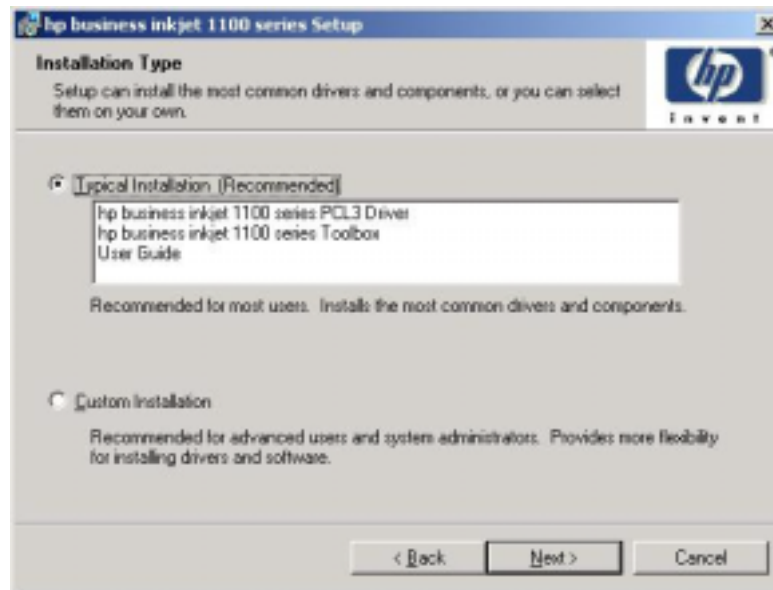 hp business inkjet 1100 series Setup
Installation Type
Setup can install the most common drivers and components, or you can select
them on your own.
hp
invent
Typical Installation (Recommended)
hp business inkjet 1100 series PCL3 Driver
hp business inkjet 1100 series Toolbox
User Guide
Recommended for most users. Installs the most common drivers and components.
Custom Installation
Recommended for advanced users and system administrators. Provides more flexibility
for installing drivers and software.
< Back
Next >
Cancel